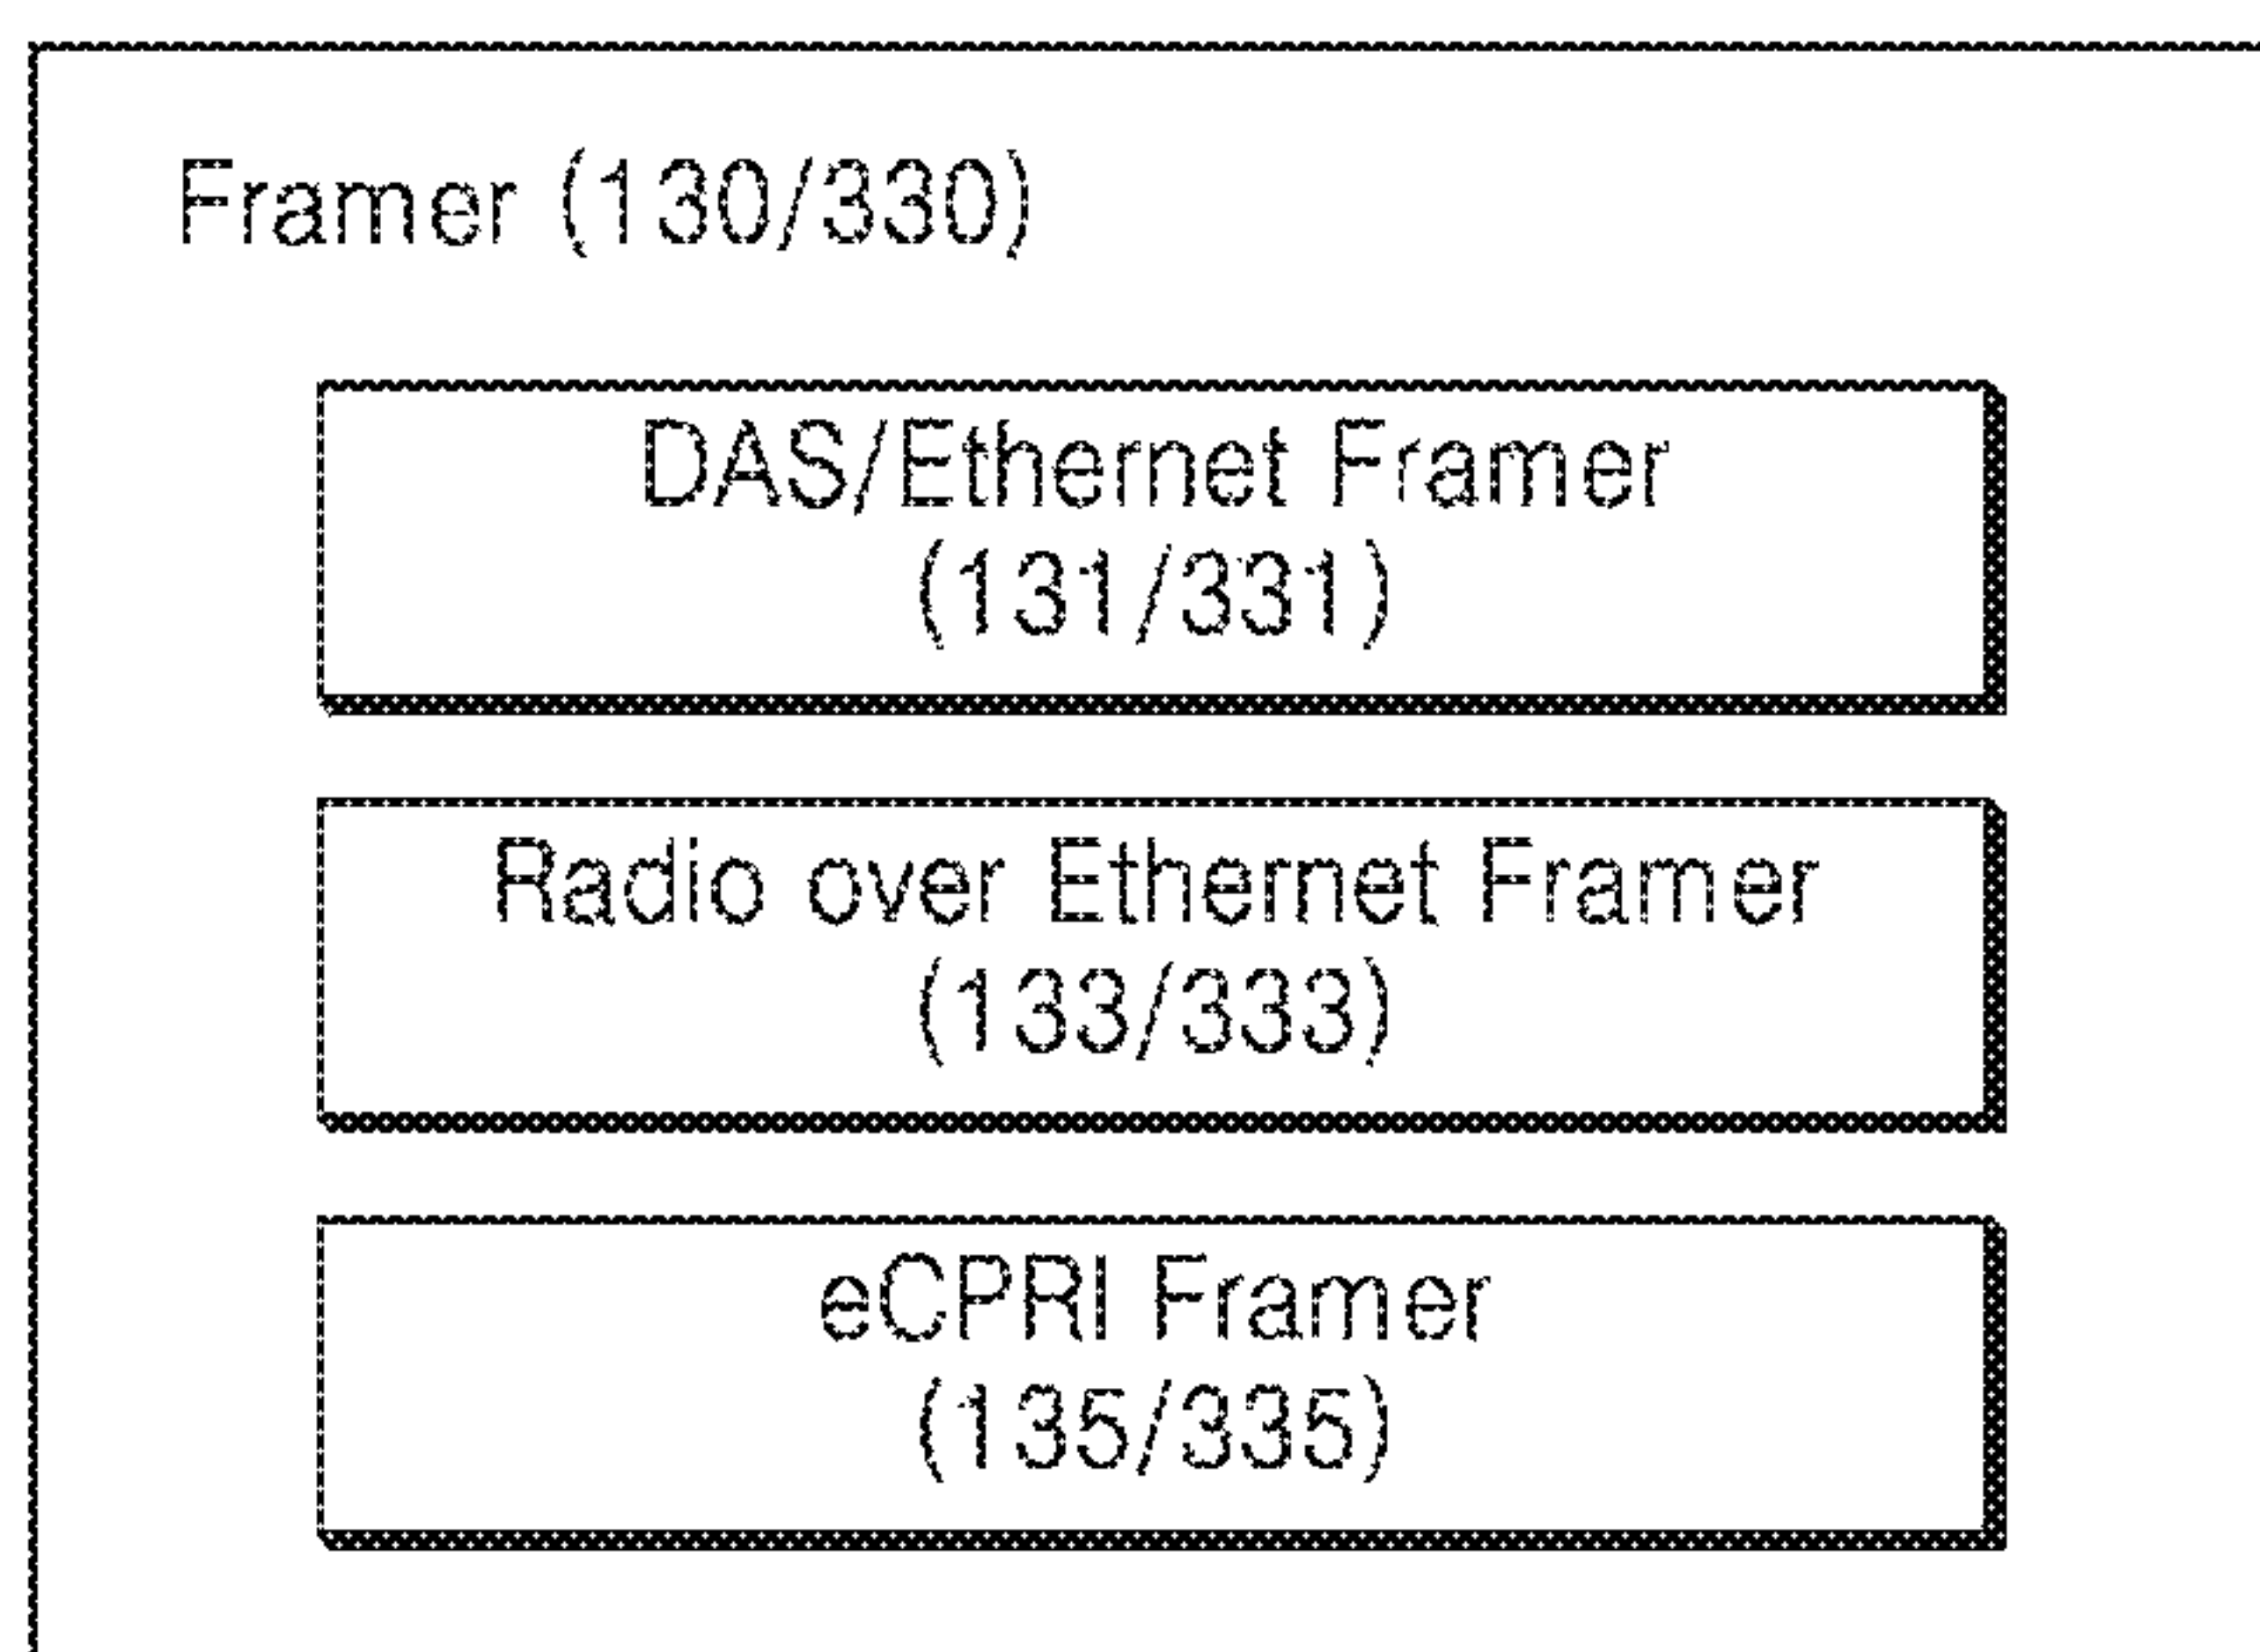 Framer (130/330)
DAS/Ethernet Framer
(131/331)
Radio over Ethernet Framer
(133/333)
eCPRI Framer
(135/335)